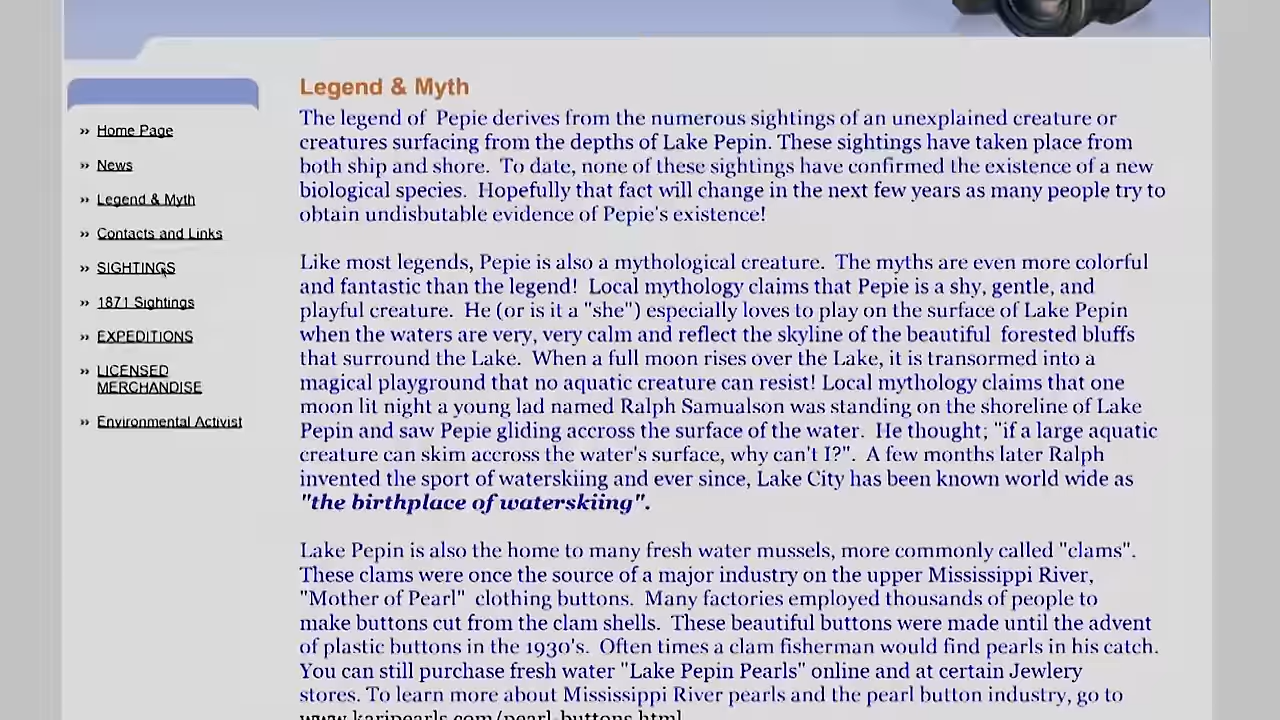 Legend & Myth
The legend of  Pepie derives from the numerous sightings of an unexplained creature or
creatures surfacing from the depths of Lake Pepin. These sightings have taken place from
both ship and shore.  To date, none of these sightings have confirmed the existence of a new
biological species.  Hopefully that fact will change in the next few years as many people try to
obtain undisbutable evidence of Pepie's existence!
Like most legends, Pepie is also a mythological creature.  The myths are even more colorful
and fantastic than the legend!  Local mythology claims that Pepie is a shy, gentle, and
playful creature.  He (or is it a "she") especially loves to play on the surface of Lake Pepin
when the waters are very, very calm and reflect the skyline of the beautiful  forested bluffs
that surround the Lake.  When a full moon rises over the Lake, it is transormed into a
magical playground that no aquatic creature can resist! Local mythology claims that one
moon lit night a young lad named Ralph Samualson was standing on the shoreline of Lake
Pepin and saw Pepie gliding accross the surface of the water.  He thought; "if a large aquatic
creature can skim accross the water's surface, why can't I?".  A few months later Ralph
invented the sport of waterskiing and ever since, Lake City has been known world wide as
"the birthplace of waterskiing".
Lake Pepin is also the home to many fresh water mussels, more commonly called "clams".
These clams were once the source of a major industry on the upper Mississippi River,
"Mother of Pearl"  clothing buttons.  Many factories employed thousands of people to
make buttons cut from the clam shells.  These beautiful buttons were made until the advent
of plastic buttons in the 1930's.  Often times a clam fisherman would find pearls in his catch.
You can still purchase fresh water "Lake Pepin Pearls" online and at certain Jewlery
stores. To learn more about Mississippi River pearls and the pearl button industry, go to
www.karipearls.com/pearl-buttons.html
›› Home Page
›› News
›› Legend & Myth
›› Contacts and Links
›› SIGHTINGS
›› 1871 Sightings
›› EXPEDITIONS
›› LICENSED
MERCHANDISE
›› Environmental Activist